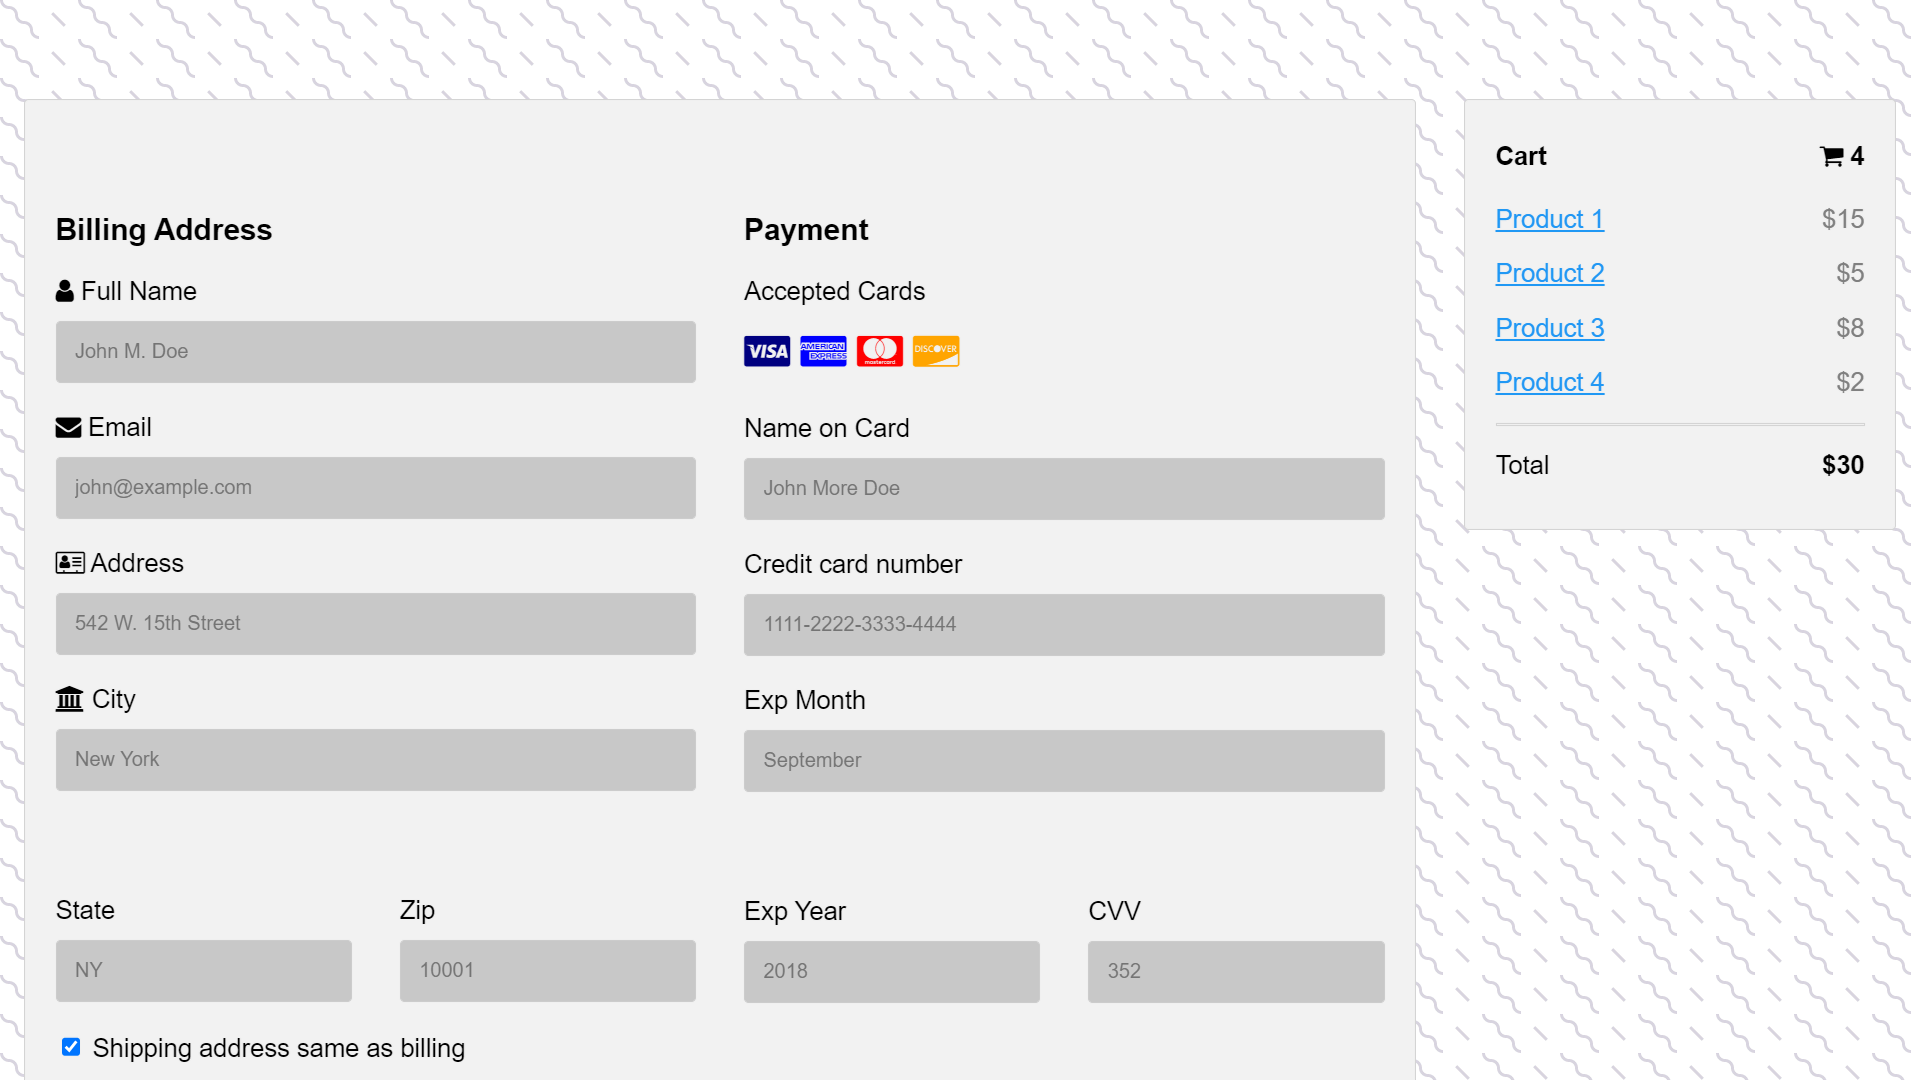 Billing Address
Full Name
John M. Doe
Email
john@example.com
Address
542 W. 15th Street
City
New York
State
NY
Zip
10001
Shipping address same as billing
Payment
Accepted Cards
VISA
AMERICAN
EXPRESS
mastercard
DISCOVER
Name on Card
John More Doe
Credit card number
1111-2222-3333-4444
Exp Month
September
Exp Year
2018
CVV
352
Cart 4
Product 1 $15
Product 2 $5
Product 3 $8
Product 4 $2
Total $30